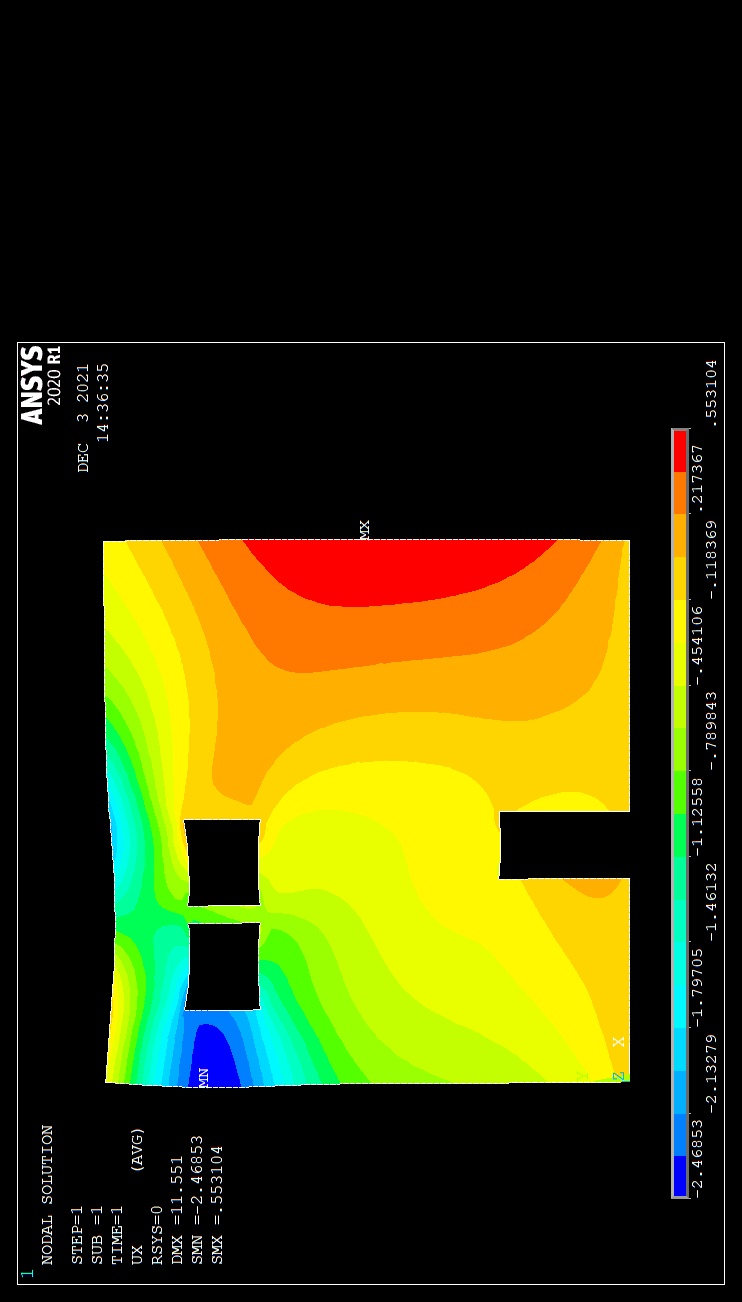 1
NODAL SOLUTION
STEP=1
SUB =1
TIME=1
UX (AVG)
RSYS=0
DMX =11.551
SMN =-2.46853
SMX =.553104
ANSYS
2020 R1
DEC 3 2021
14:36:35
MN
MX
Y
Z X
-2.46853
-2.13279
-1.79705
-1.46132
-1.12558
-.789843
-.454106
-.118369
.217367
.553104